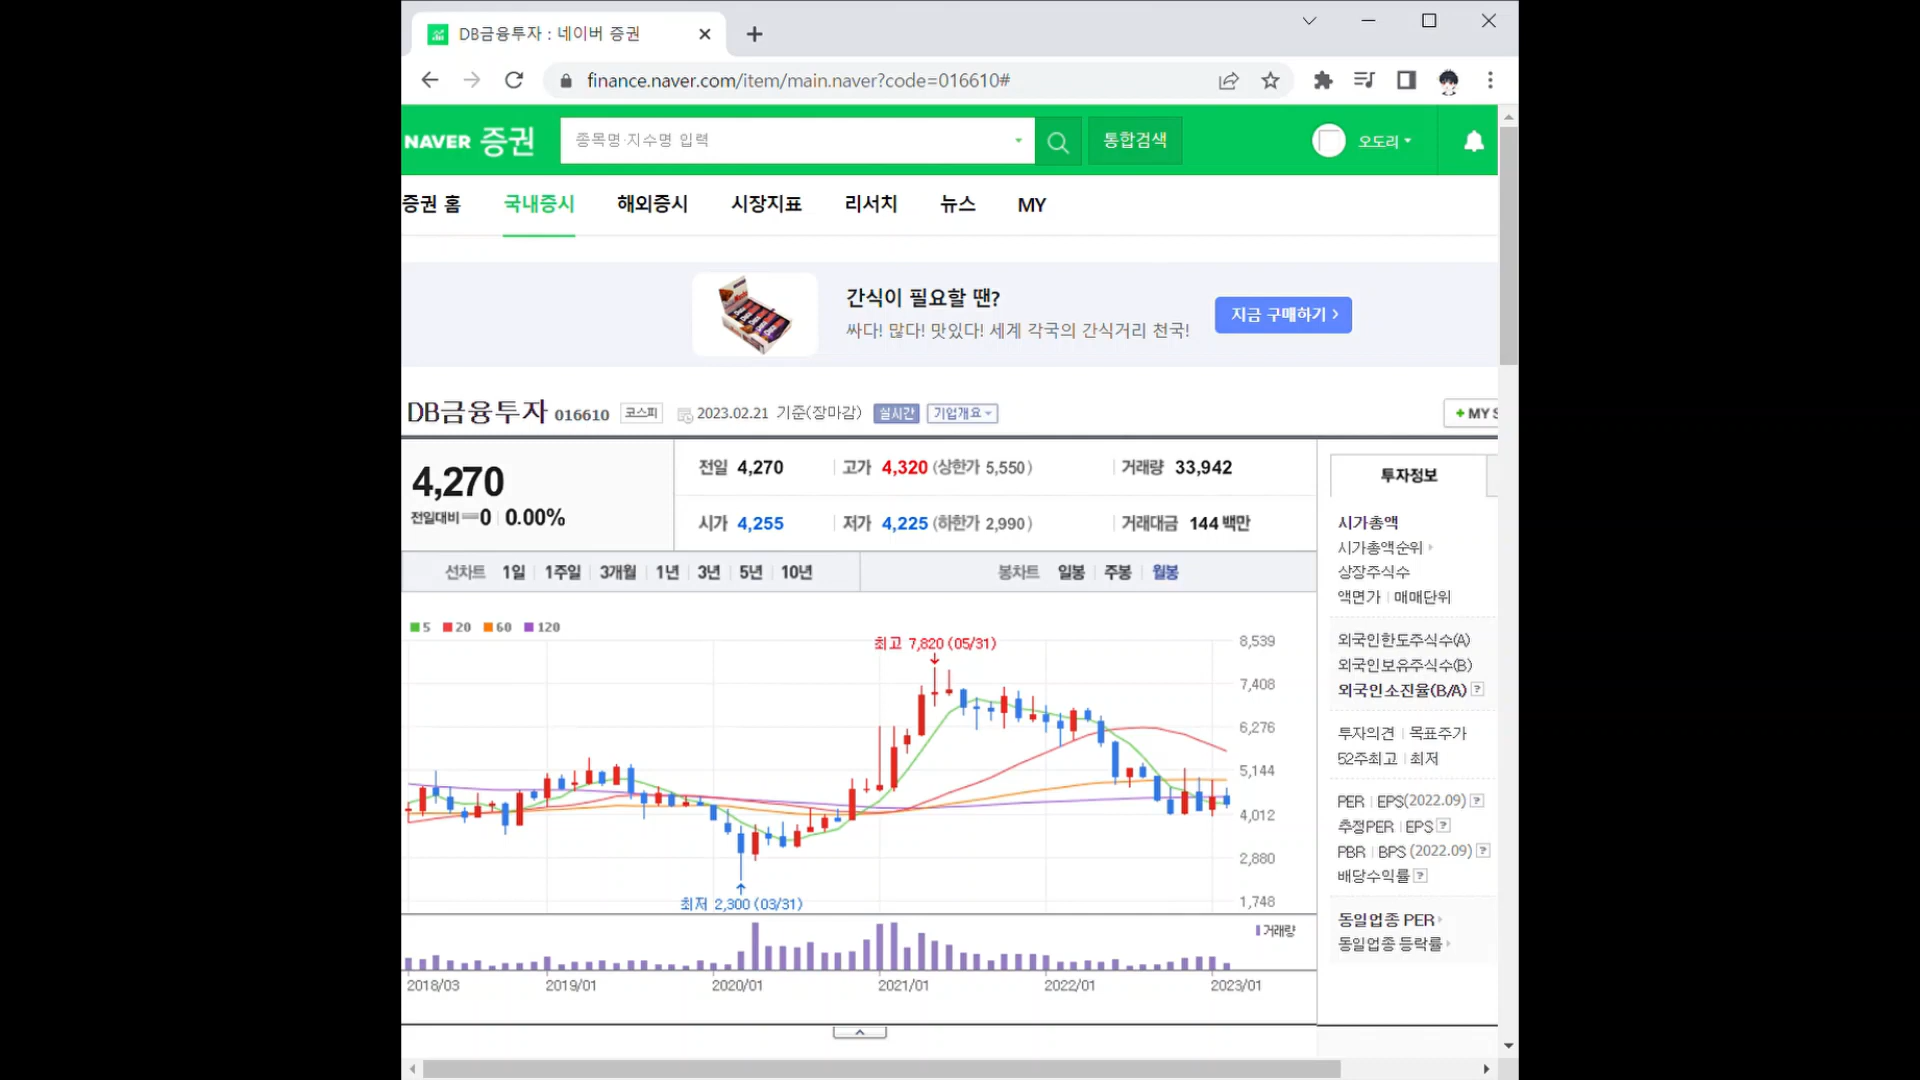 DB금융투자 : 네이버 증권
finance.naver.com/item/main.naver?code=016610#
NAVER 증권
종목명·지수명 입력
통합검색
오도리
증권 홈 국내증시 해외증시 시장지표 리서치 뉴스 MY
간식이 필요할 땐?
싸다! 많다! 맛있다! 세계 각국의 간식거리 천국!
지금 구매하기 ›
DB금융투자 016610 코스피 2023.02.21 기준(장마감) 실시간 기업개요
+ MY S
4,270
전일대비 0 0.00%
전일 4,270 고가 4,320 (상한가 5,550) 거래량 33,942
시가 4,255 저가 4,225 (하한가 2,990) 거래대금 144 백만
선차트 1일 1주일 3개월 1년 3년 5년 10년 봉차트 일봉 주봉 월봉
5 20 60 120
최고 7,820 (05/31)
8,539
7,408
6,276
5,144
4,012
2,880
1,748
최저 2,300 (03/31)
거래량
2018/03 2019/01 2020/01 2021/01 2022/01 2023/01
투자정보
시가총액
시가총액순위
상장주식수
액면가 매매단위
외국인한도주식수(A)
외국인보유주식수(B)
외국인소진율(B/A) ?
투자의견 목표주가
52주최고 최저
PER EPS(2022.09) ?
추정PER EPS ?
PBR BPS (2022.09) ?
배당수익률 ?
동일업종 PER
동일업종 등락률